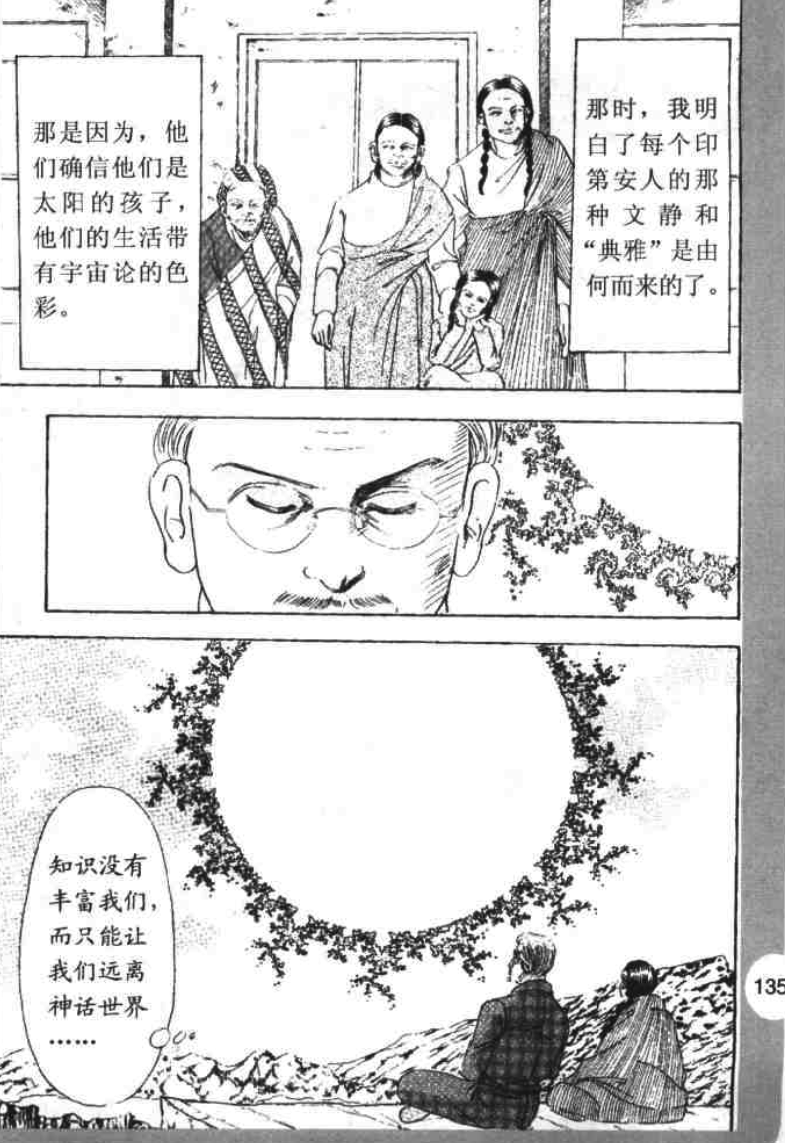 那时，我明
白了每个印
第安人的那
种文静和
“典雅”是由
何而来的了。
那是因为，他
们确信他们是
太阳的孩子，
他们的生活带
有宇宙论的色
彩。
知识没有
丰富我们，
而只能让
我们远离
神话世界
……
135